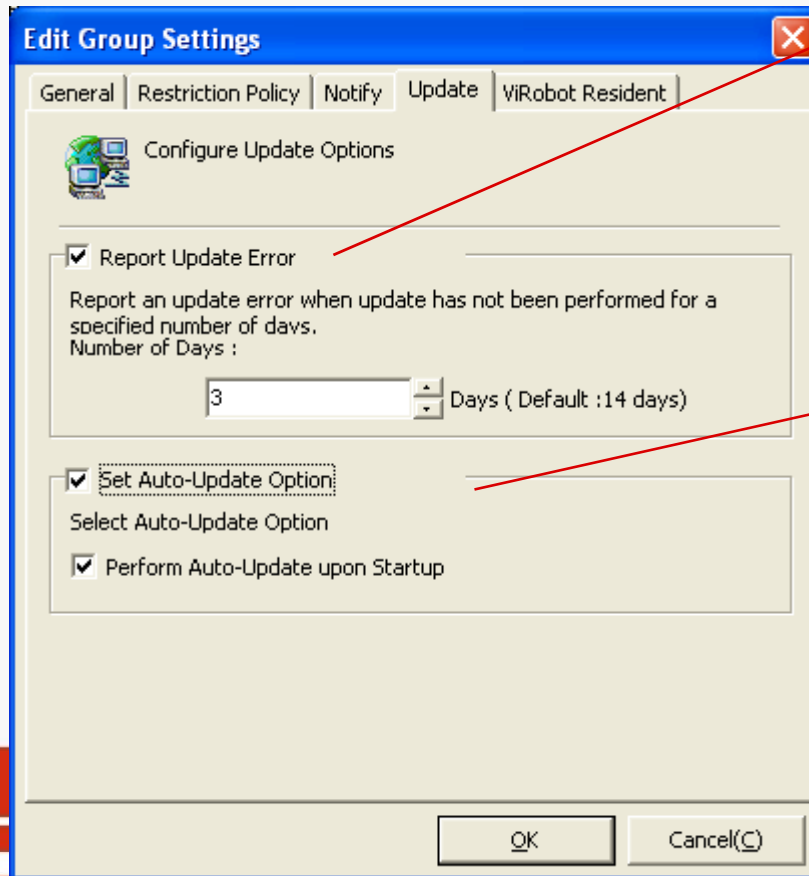 Edit Group Settings
General
Restriction Policy
Notify
Update
ViRobot Resident
Configure Update Options
Report Update Error
Report an update error when update has not been performed for a
specified number of days.
Number of Days :
3
Days ( Default :14 days)
Set Auto-Update Option
Select Auto-Update Option
Perform Auto-Update upon Startup
OK
Cancel(C)